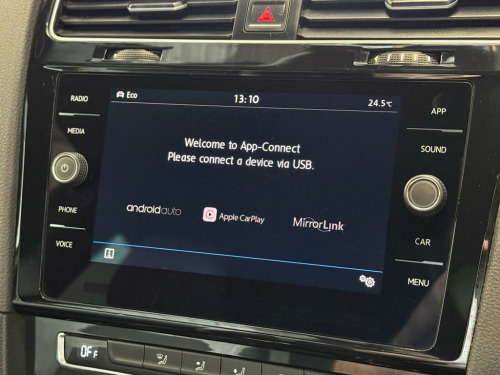 Eco 13:10 24.5°C
RADIO
MEDIA
PHONE
VOICE
Welcome to App-Connect
Please connect a device via USB.
androidauto Apple CarPlay MirrorLink
APP
SOUND
CAR
MENU
OFF